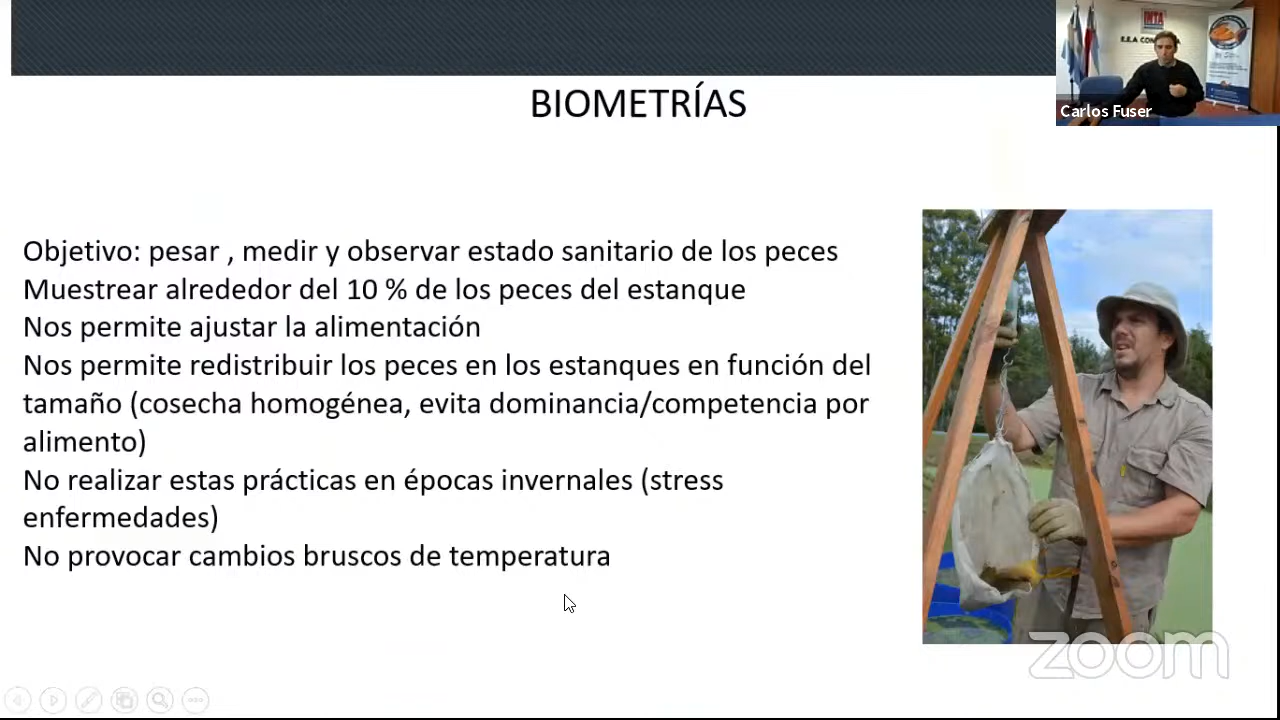 BIOMETRÍAS
INTA
Carlos Fuser
Objetivo: pesar , medir y observar estado sanitario de los peces
Muestrear alrededor del 10 % de los peces del estanque
Nos permite ajustar la alimentación
Nos permite redistribuir los peces en los estanques en función del
tamaño (cosecha homogénea, evita dominancia/competencia por
alimento)
No realizar estas prácticas en épocas invernales (stress
enfermedades)
No provocar cambios bruscos de temperatura
zoom